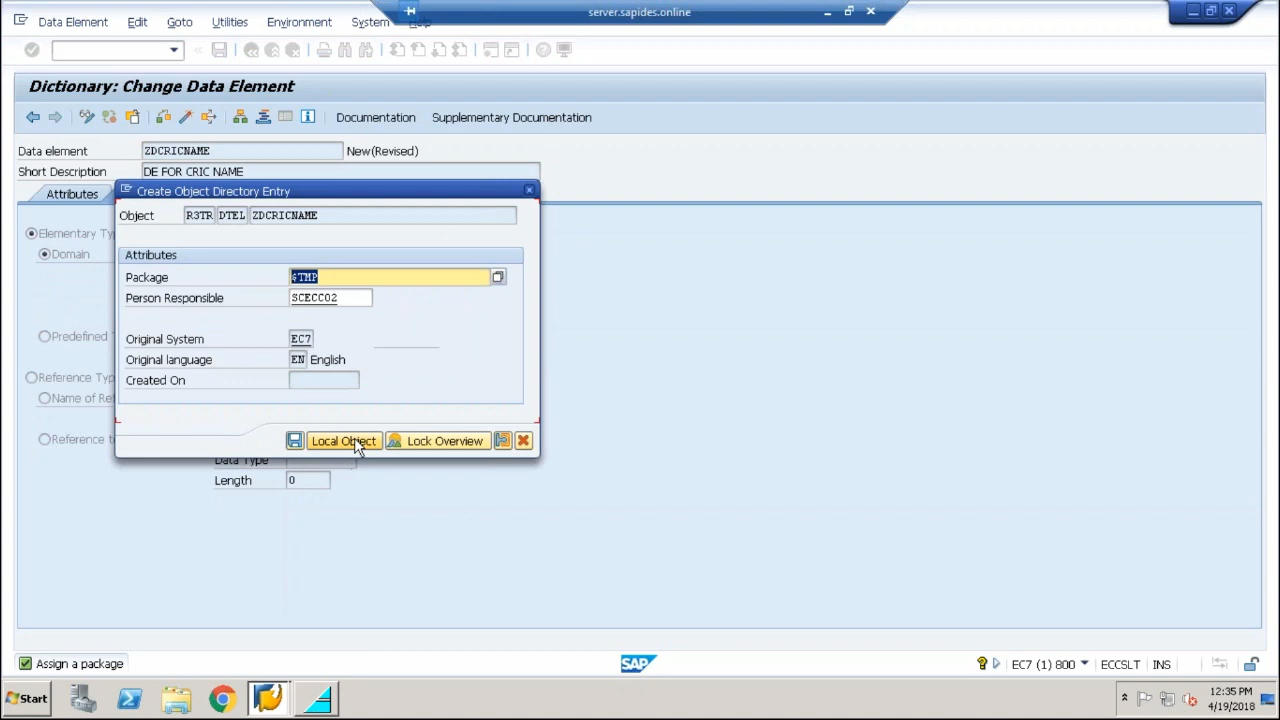 server.sapides.online
Data Element Edit Goto Utilities Environment System Help
Dictionary: Change Data Element
Documentation Supplementary Documentation
Data element ZDCRICNAME New(Revised)
Short Description DE FOR CRIC NAME
Attributes
Create Object Directory Entry
Object R3TR DTEL ZDCRICNAME
Elementary Typ
Attributes
Domain
Package $TMP
Person Responsible SCECC02
Predefined T
Original System EC7
Original language EN English
Reference Typ
Created On
Name of Ref
Reference t
Local Object Lock Overview
Data Type
Length 0
Assign a package
SAP
EC7 (1) 800 ECCSLT INS
Start
12:35 PM
4/19/2018